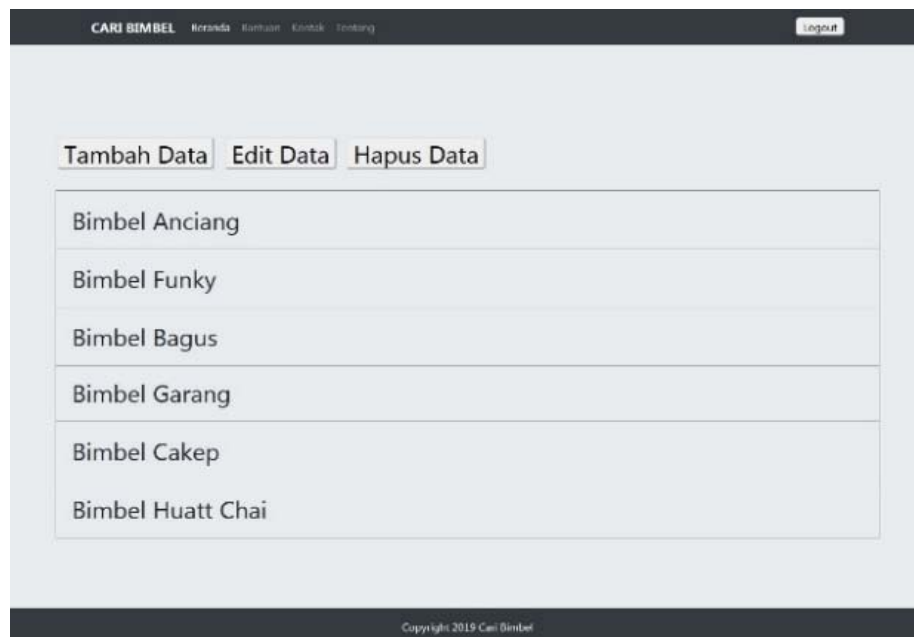 CARI BIMBEL Beranda Bantuan Kontak Tentang Logout
Tambah Data Edit Data Hapus Data
Bimbel Anciang
Bimbel Funky
Bimbel Bagus
Bimbel Garang
Bimbel Cakep
Bimbel Huatt Chai
Copyright 2019 Cari Bimbel